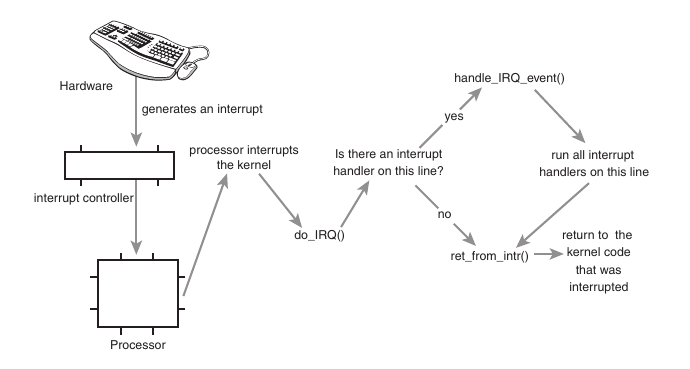 Hardware
generates an interrupt
interrupt controller
Processor
processor interrupts
the kernel
do_IRQ()
Is there an interrupt
handler on this line?
yes
no
handle_IRQ_event()
run all interrupt
handlers on this line
ret_from_intr()
return to the
kernel code
that was
interrupted